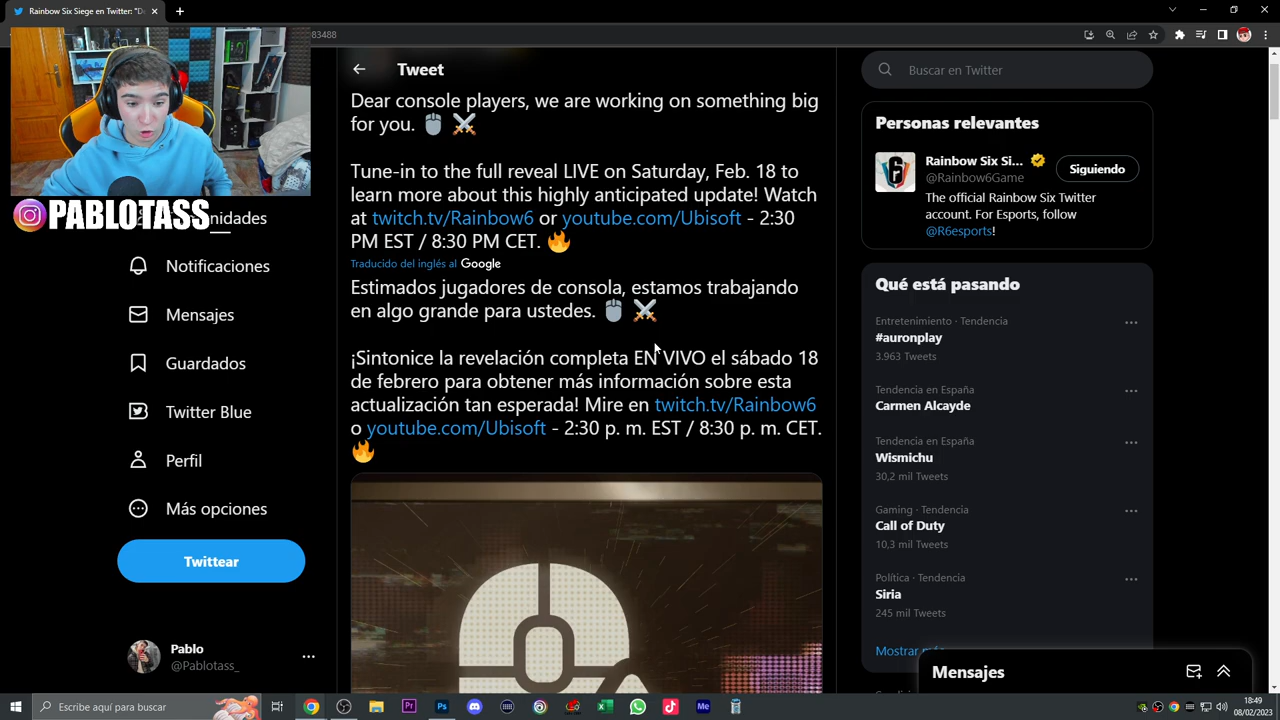 Rainbow Six Siege en Twitter: "De
83488
Tweet
Buscar en Twitter
Dear console players, we are working on something big
for you. 🖱️ ⚔️
Tune-in to the full reveal LIVE on Saturday, Feb. 18 to
learn more about this highly anticipated update! Watch
at twitch.tv/Rainbow6 or youtube.com/Ubisoft - 2:30
PM EST / 8:30 PM CET. 🔥
Traducido del inglés al Google
Estimados jugadores de consola, estamos trabajando
en algo grande para ustedes. 🖱️ ⚔️
¡Sintonice la revelación completa EN VIVO el sábado 18
de febrero para obtener más información sobre esta
actualización tan esperada! Mire en twitch.tv/Rainbow6
o youtube.com/Ubisoft - 2:30 p. m. EST / 8:30 p. m. CET.
🔥
PABLOTASS
nidades
Notificaciones
Mensajes
Guardados
Twitter Blue
Perfil
Más opciones
Twittear
Pablo
@Pablotass_
Personas relevantes
Rainbow Six Si...
@Rainbow6Game
Siguiendo
The official Rainbow Six Twitter
account. For Esports, follow
@R6esports!
Qué está pasando
Entretenimiento · Tendencia
#auronplay
3.963 Tweets
Tendencia en España
Carmen Alcayde
Tendencia en España
Wismichu
30,2 mil Tweets
Gaming · Tendencia
Call of Duty
10,3 mil Tweets
Política · Tendencia
Siria
245 mil Tweets
Mostrar
Mensajes
Escribe aquí para buscar
18:49
08/02/2023